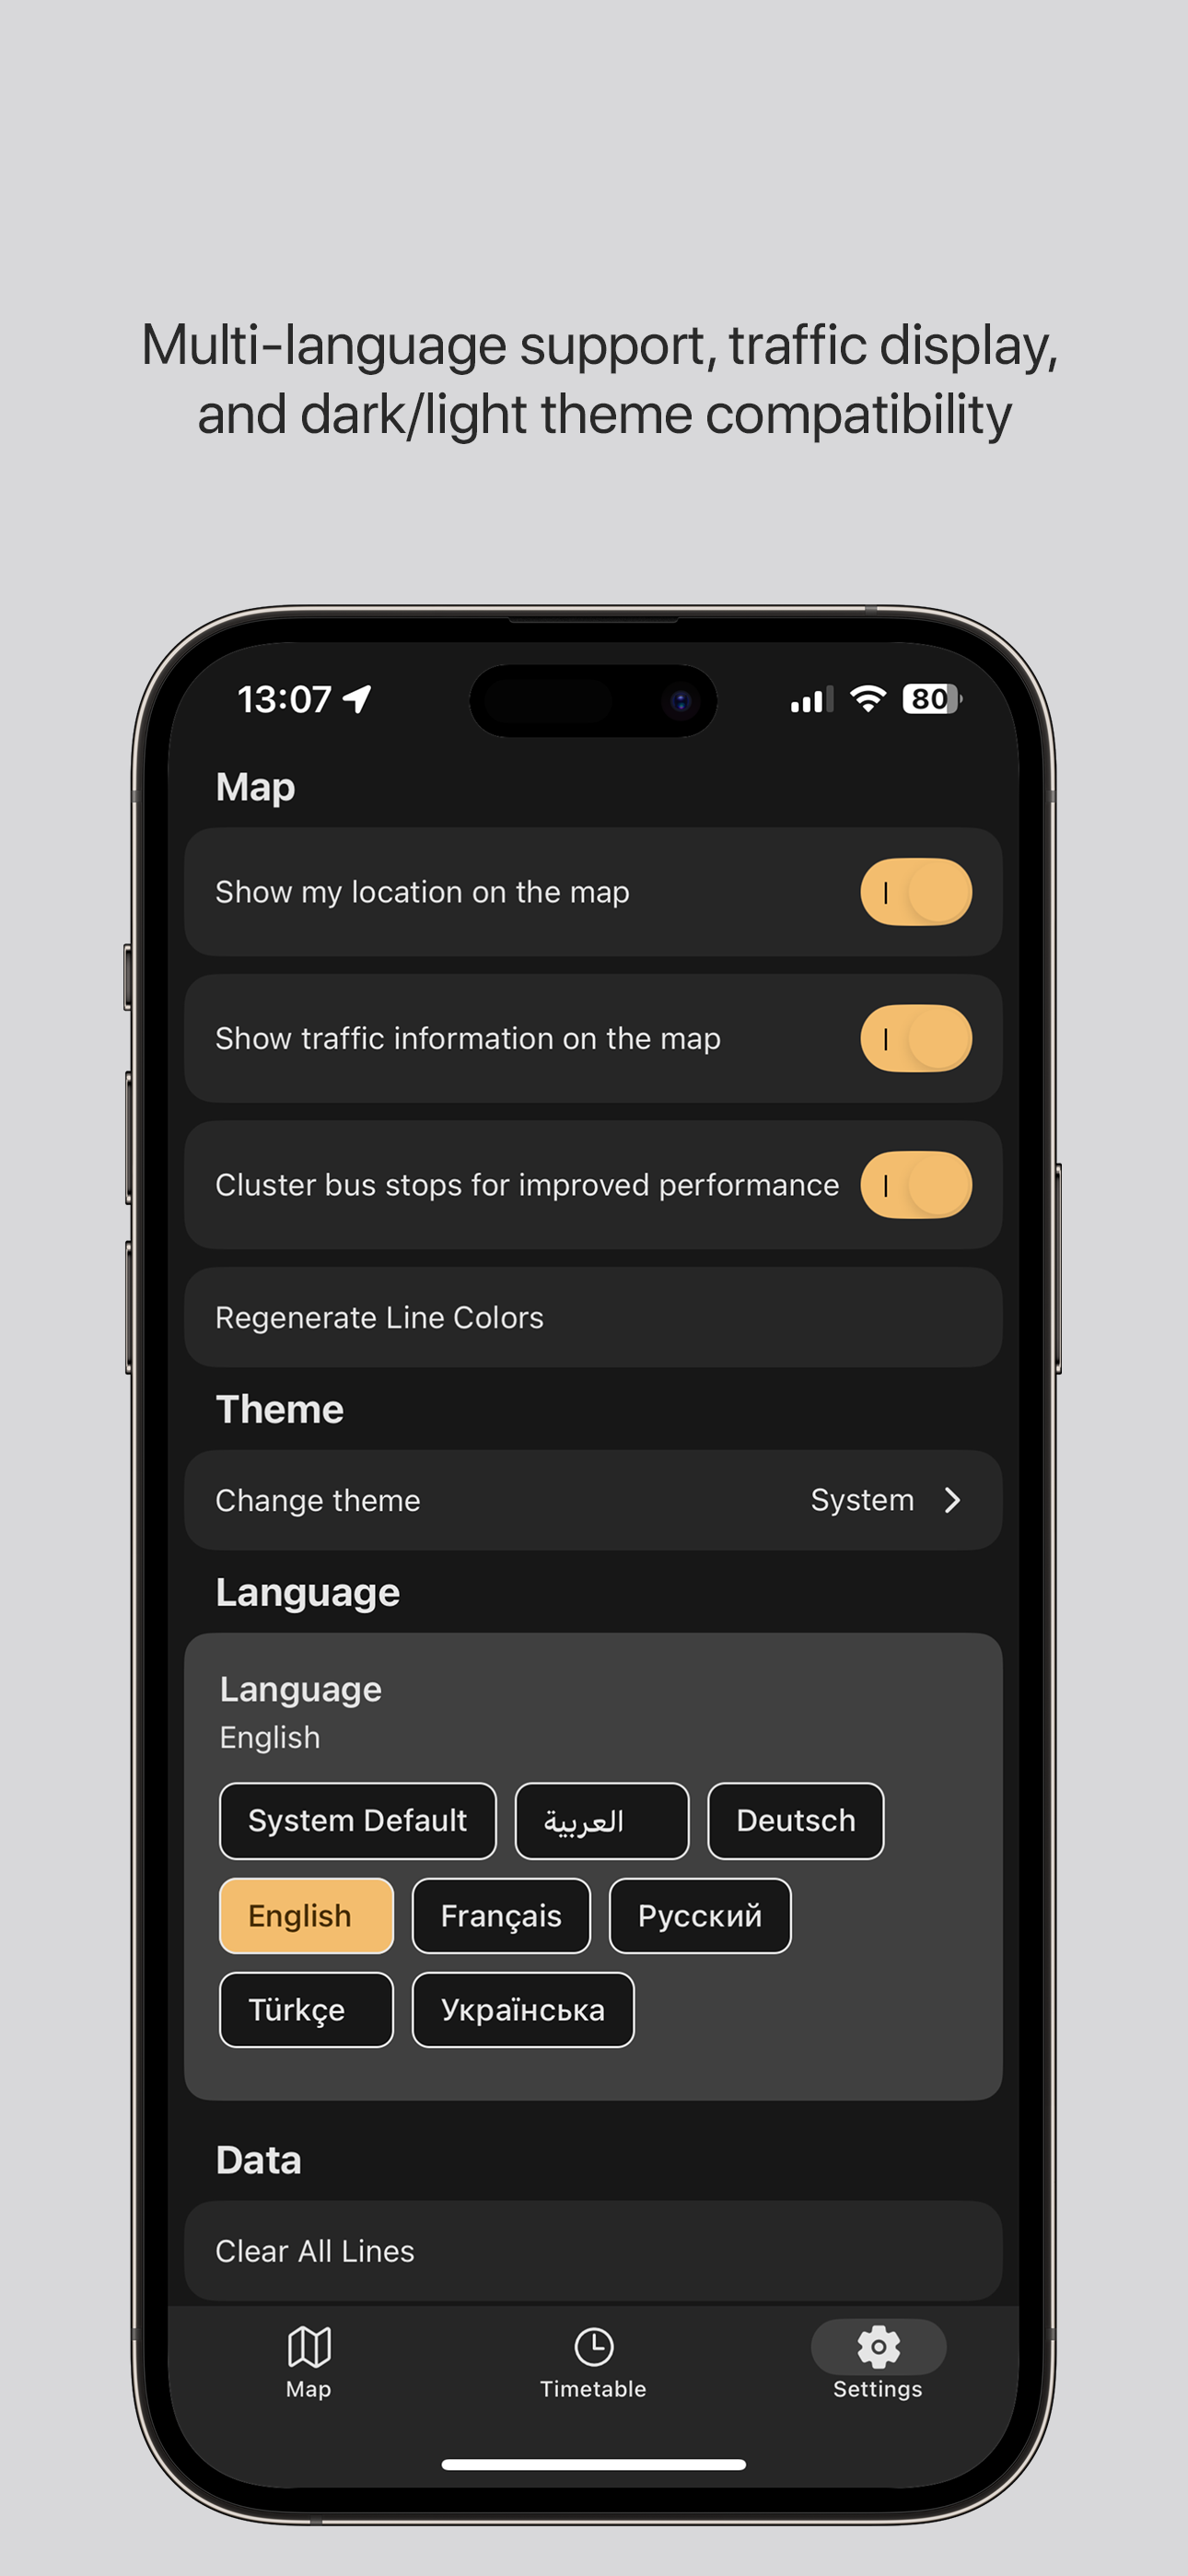 Multi-language support, traffic display,
and dark/light theme compatibility
13:07
80
Map
Show my location on the map
Show traffic information on the map
Cluster bus stops for improved performance
Regenerate Line Colors
Theme
Change theme System
Language
Language
English
System Default العربية Deutsch
English Français Русский
Türkçe Українська
Data
Clear All Lines
Map Timetable Settings